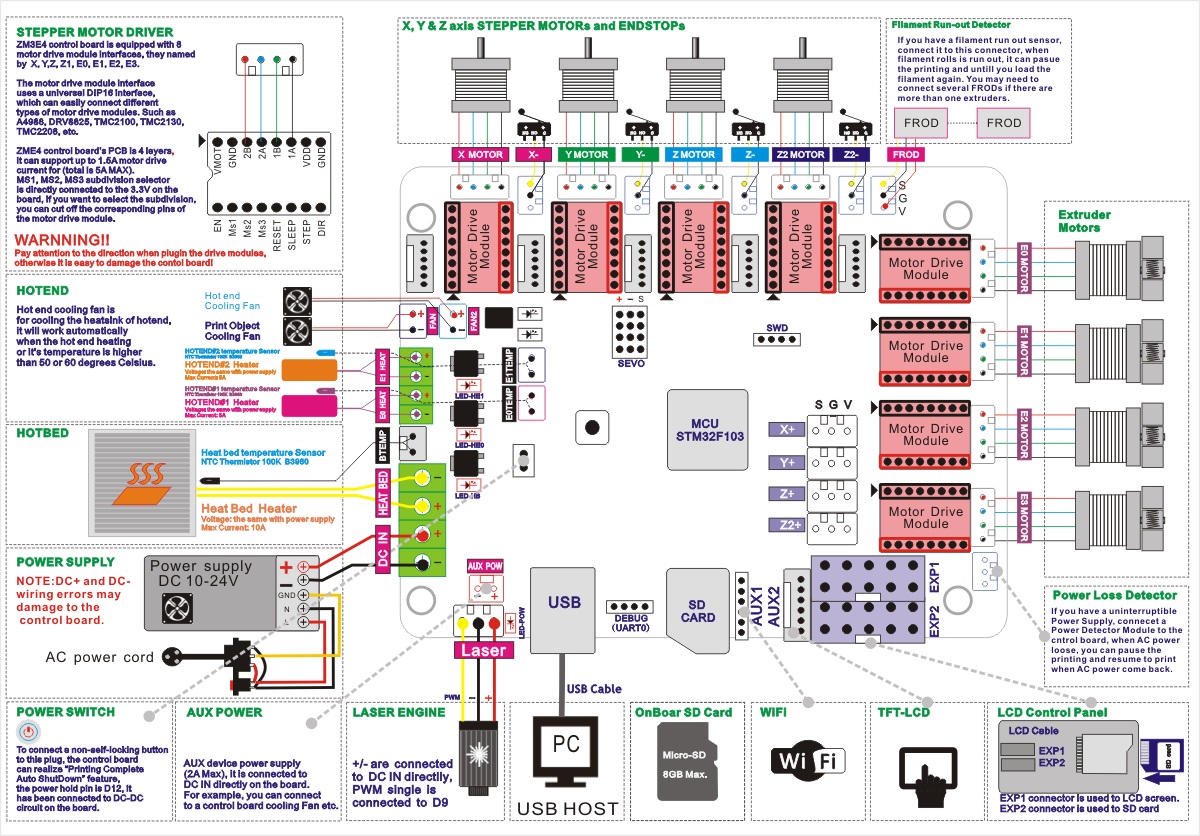 STEPPER MOTOR DRIVER
ZM3E4 control board is equipped with 8
motor drive module interfaces, they named
by X, Y,Z, Z1, E0, E1, E2, E3.
The motor drive module interface
uses a universal DIP16 interface,
which can easily connect different
types of motor drive modules. Such as
A4988, DRV8825, TMC2100, TMC2130,
TMC2208, etc.
ZME4 control board's PCB is 4 layers,
it can support up to 1.5A motor drive
current for (total is 5A MAX).
MS1, MS2, MS3 subdivision selector
is directly connected to the 3.3V on the
board, if you want to select the subdivision,
you can cut off the corresponding pins of
the motor drive module.
WARNNING!!
Pay attention to the direction when plugin the drive modules,
otherwise it is easy to damage the contol board!
VMOT GND 2B 2A 1B 1A VDD GND
EN Ms1 Ms2 Ms3 RESET SLEEP STEP DIR
X, Y & Z axis STEPPER MOTORs and ENDSTOPs
X MOTOR X- Y MOTOR Y- Z MOTOR Z- Z2 MOTOR Z2- FROD
Filament Run-out Detector
If you have a filament run out sensor,
connect it to this connector, when
filament rolls is run out, it can pasue
the printing and untill you load the
filament again. You may need to
connect several FRODs if there are
more than one extruders.
FROD FROD
S
G
V
Motor Drive
Module
Motor Drive
Module
Motor Drive
Module
Motor Drive
Module
Extruder
Motors
Motor Drive
Module
E0 MOTOR
Motor Drive
Module
E1 MOTOR
Motor Drive
Module
E2 MOTOR
Motor Drive
Module
E3 MOTOR
HOTEND
Hot end cooling fan is
for cooling the heatsink of hotend,
it will work automatically
when the hot end heating
or it's temperature is higher
than 50 or 60 degrees Celsius.
Hot end
Cooling Fan
Print Object
Cooling Fan
HOTEND#2 temperature Sensor
NTC Thermistor 100K B3960
HOTEND#2 Heater
Voltage: the same with power supply
Max Current: 5A
HOTEND#1 temperature Sensor
NTC Thermistor 100K B3960
HOTEND#1 Heater
Voltage: the same with power supply
Max Current: 5A
FAN
FAN2
E1 HEAT
E0 HEAT
E1TEMP
E0TEMP
LED-HE1
LED-HE0
+ - S
SEVO
SWD
MCU
STM32F103
S G V
X+
Y+
Z+
Z2+
HOTBED
Heat bed temperature Sensor
NTC Thermistor 100K B3960
Heat Bed Heater
Voltage: the same with power supply
Max Current: 10A
BTEMP
HEAT BED
DC IN
POWER SUPPLY
NOTE:DC+ and DC-
wiring errors may
damage to the
control board.
Power supply
DC 10-24V
+
-
GND
N
L
AC power cord
AUX POW
LED-POW
Laser
PWM - +
USB
DEBUG
(UART0)
SD
CARD
AUX1
AUX2
EXP1
EXP2
USB Cable
Power Loss Detector
If you have a uninterruptible
Power Supply, connecet a
Power Detector Module to the
cntrol board, when AC power
loose, you can pause the
printing and resume to print
when AC power come back.
POWER SWITCH
To connect a non-self-locking button
to this plug, the control board
can realize "Printing Complete
Auto ShutDown" feature,
the power hold pin is D12, it
has been connected to DC-DC
circuit on the board.
AUX POWER
AUX device power supply
(2A Max), it is connected to
DC IN directly on the board.
For example, you can connect
to a control board cooling Fan etc.
LASER ENGINE
+/- are connected
to DC IN directlly,
PWM single is
connected to D9
PC
USB HOST
OnBoar SD Card
Micro-SD
8GB Max.
WIFI
Wi Fi
TFT-LCD
LCD Control Panel
LCD Cable
EXP1
EXP2
SD card
EXP1 connector is used to LCD screen.
EXP2 connector is used to SD card